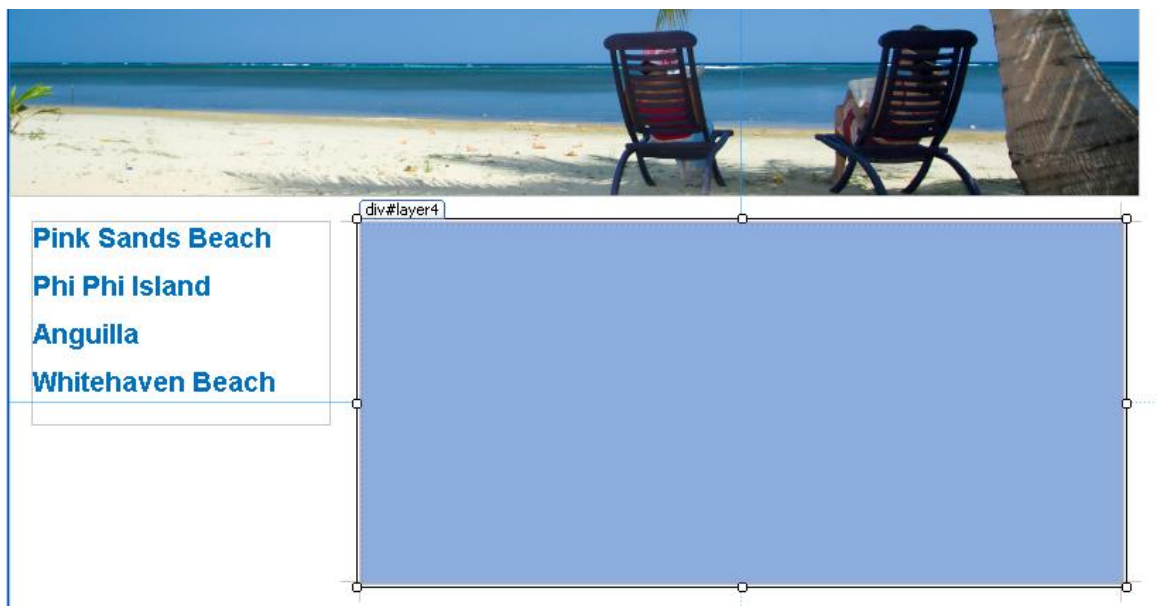 div#layer4
Pink Sands Beach
Phi Phi Island
Anguilla
Whitehaven Beach